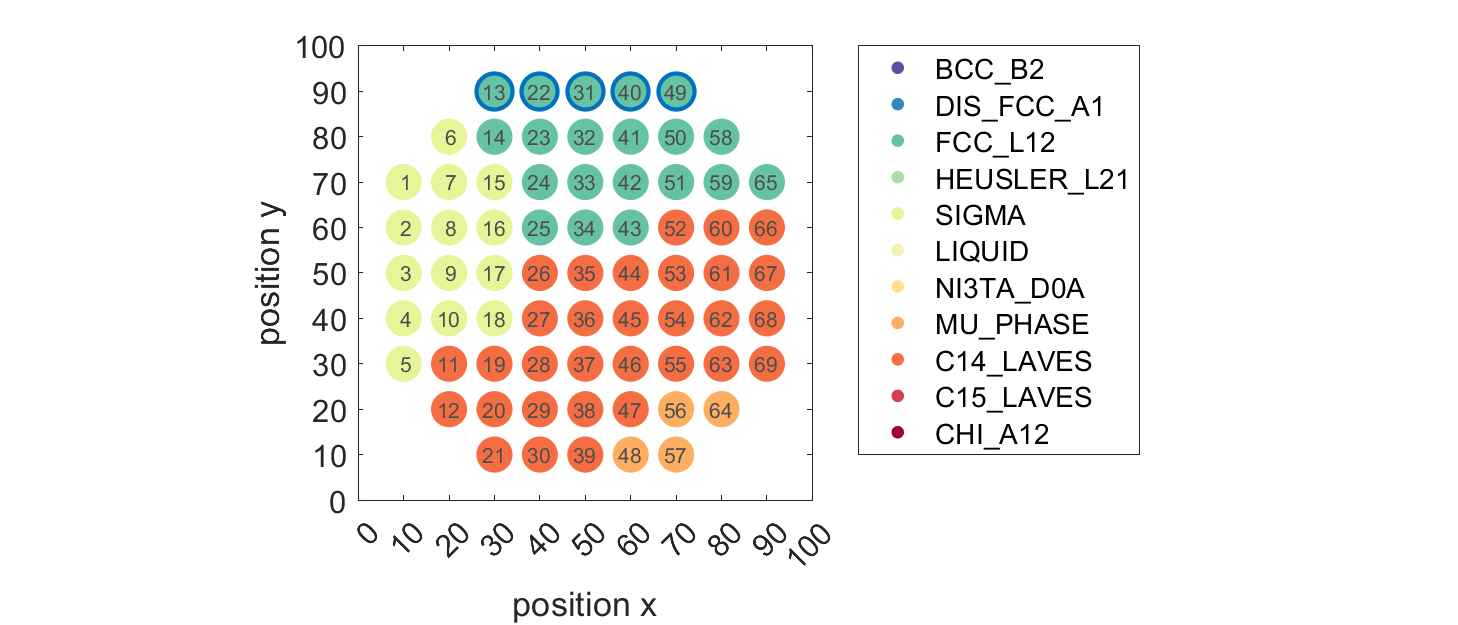 100
90 13 22 31 40 49
80 6 14 23 32 41 50 58
70 1 7 15 24 33 42 51 59 65
60 2 8 16 25 34 43 52 60 66
50 3 9 17 26 35 44 53 61 67
40 4 10 18 27 36 45 54 62 68
30 5 11 19 28 37 46 55 63 69
20 12 20 29 38 47 56 64
10 21 30 39 48 57
0
0 10 20 30 40 50 60 70 80 90 100
position x
position y
BCC_B2
DIS_FCC_A1
FCC_L12
HEUSLER_L21
SIGMA
LIQUID
NI3TA_D0A
MU_PHASE
C14_LAVES
C15_LAVES
CHI_A12